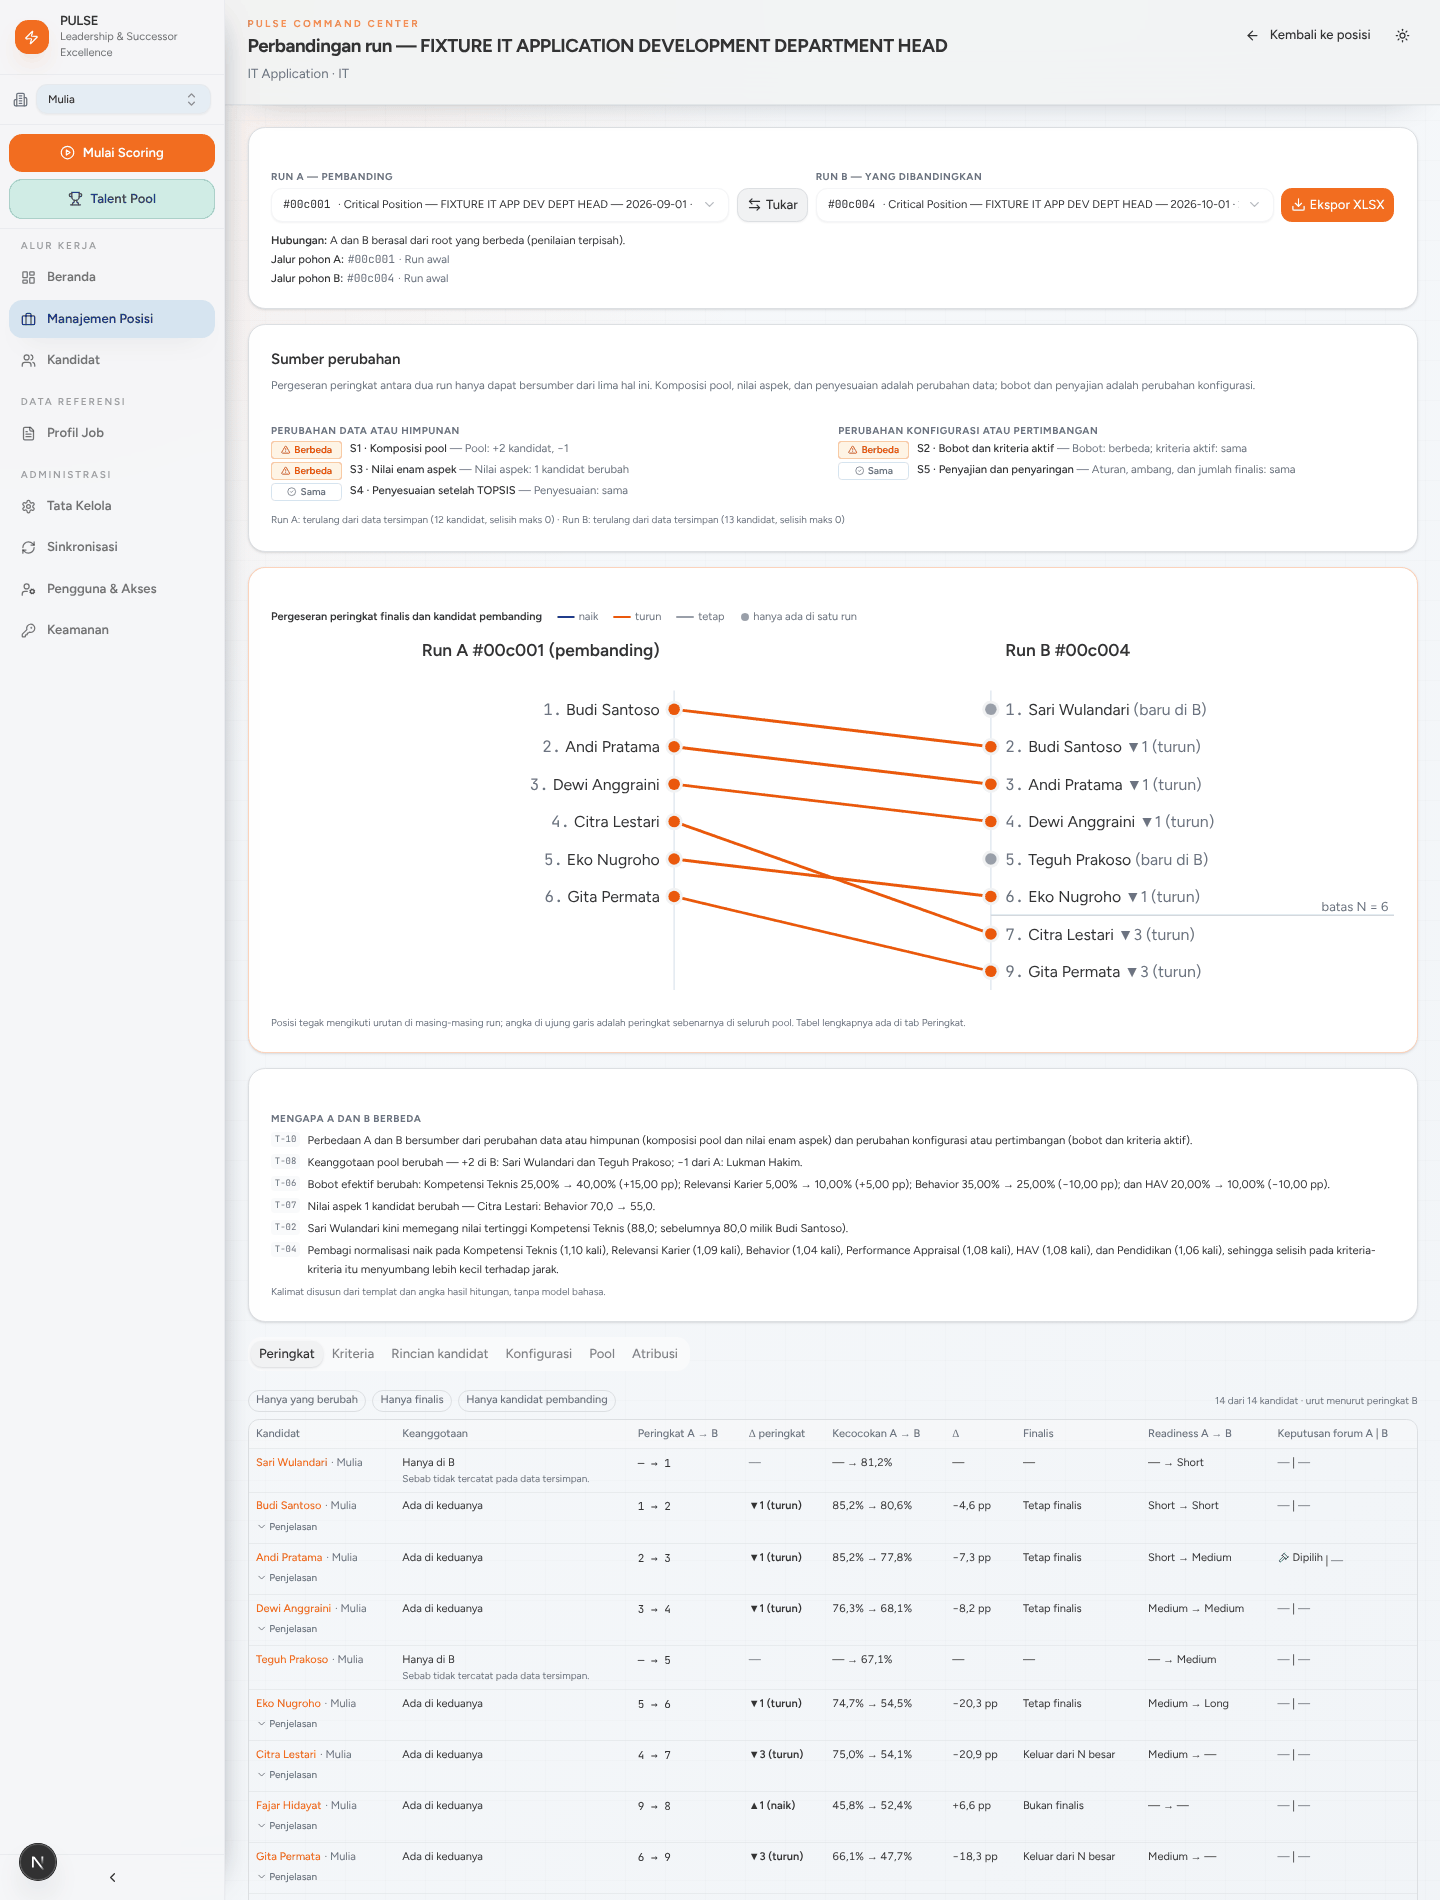 PULSE
Leadership & Successor
Excellence
Mulia
Mulai Scoring
Talent Pool
ALUR KERJA
Beranda
Manajemen Posisi
Kandidat
DATA REFERENSI
Profil Job
ADMINISTRASI
Tata Kelola
Sinkronisasi
Pengguna & Akses
Keamanan
N
PULSE COMMAND CENTER
Perbandingan run — FIXTURE IT APPLICATION DEVELOPMENT DEPARTMENT HEAD
IT Application · IT
Kembali ke posisi
RUN A — PEMBANDING
#00c001 · Critical Position — FIXTURE IT APP DEV DEPT HEAD — 2026-09-01 ·
Tukar
RUN B — YANG DIBANDINGKAN
#00c004 · Critical Position — FIXTURE IT APP DEV DEPT HEAD — 2026-10-01 ·
Ekspor XLSX
Hubungan: A dan B berasal dari root yang berbeda (penilaian terpisah).
Jalur pohon A: #00c001 · Run awal
Jalur pohon B: #00c004 · Run awal
Sumber perubahan
Pergeseran peringkat antara dua run hanya dapat bersumber dari lima hal ini. Komposisi pool, nilai aspek, dan penyesuaian adalah perubahan data; bobot dan penyajian adalah perubahan konfigurasi.
PERUBAHAN DATA ATAU HIMPUNAN
Berbeda S1 · Komposisi pool — Pool: +2 kandidat, −1
Berbeda S3 · Nilai enam aspek — Nilai aspek: 1 kandidat berubah
Sama S4 · Penyesuaian setelah TOPSIS — Penyesuaian: sama
PERUBAHAN KONFIGURASI ATAU PERTIMBANGAN
Berbeda S2 · Bobot dan kriteria aktif — Bobot: berbeda; kriteria aktif: sama
Sama S5 · Penyajian dan penyaringan — Aturan, ambang, dan jumlah finalis: sama
Run A: terulang dari data tersimpan (12 kandidat, selisih maks 0) · Run B: terulang dari data tersimpan (13 kandidat, selisih maks 0)
Pergeseran peringkat finalis dan kandidat pembanding naik turun tetap hanya ada di satu run
Run A #00c001 (pembanding) Run B #00c004
1. Budi Santoso 1. Sari Wulandari (baru di B)
2. Andi Pratama 2. Budi Santoso ▼1 (turun)
3. Dewi Anggraini 3. Andi Pratama ▼1 (turun)
4. Citra Lestari 4. Dewi Anggraini ▼1 (turun)
5. Eko Nugroho 5. Teguh Prakoso (baru di B)
6. Gita Permata 6. Eko Nugroho ▼1 (turun)
batas N = 6
7. Citra Lestari ▼3 (turun)
9. Gita Permata ▼3 (turun)
Posisi tegak mengikuti urutan di masing-masing run; angka di ujung garis adalah peringkat sebenarnya di seluruh pool. Tabel lengkapnya ada di tab Peringkat.
MENGAPA A DAN B BERBEDA
T-10 Perbedaan A dan B bersumber dari perubahan data atau himpunan (komposisi pool dan nilai enam aspek) dan perubahan konfigurasi atau pertimbangan (bobot dan kriteria aktif).
T-08 Keanggotaan pool berubah — +2 di B: Sari Wulandari dan Teguh Prakoso; −1 dari A: Lukman Hakim.
T-06 Bobot efektif berubah: Kompetensi Teknis 25,00% → 40,00% (+15,00 pp); Relevansi Karier 5,00% → 10,00% (+5,00 pp); Behavior 35,00% → 25,00% (−10,00 pp); dan HAV 20,00% → 10,00% (−10,00 pp).
T-07 Nilai aspek 1 kandidat berubah — Citra Lestari: Behavior 70,0 → 55,0.
T-02 Sari Wulandari kini memegang nilai tertinggi Kompetensi Teknis (88,0; sebelumnya 80,0 milik Budi Santoso).
T-04 Pembagi normalisasi naik pada Kompetensi Teknis (1,10 kali), Relevansi Karier (1,09 kali), Behavior (1,04 kali), Performance Appraisal (1,08 kali), HAV (1,08 kali), dan Pendidikan (1,06 kali), sehingga selisih pada kriteria-
kriteria itu menyumbang lebih kecil terhadap jarak.
Kalimat disusun dari templat dan angka hasil hitungan, tanpa model bahasa.
Peringkat Kriteria Rincian kandidat Konfigurasi Pool Atribusi
Hanya yang berubah Hanya finalis Hanya kandidat pembanding 14 dari 14 kandidat · urut menurut peringkat B
Kandidat Keanggotaan Peringkat A → B Δ peringkat Kecocokan A → B Δ Finalis Readiness A → B Keputusan forum A | B
Sari Wulandari · Mulia Hanya di B — → 1 — — → 81,2% — — — → Short — | —
Sebab tidak tercatat pada data tersimpan.
Budi Santoso · Mulia Ada di keduanya 1 → 2 ▼1 (turun) 85,2% → 80,6% −4,6 pp Tetap finalis Short → Short — | —
Penjelasan
Andi Pratama · Mulia Ada di keduanya 2 → 3 ▼1 (turun) 85,2% → 77,8% −7,3 pp Tetap finalis Short → Medium Dipilih | —
Penjelasan
Dewi Anggraini · Mulia Ada di keduanya 3 → 4 ▼1 (turun) 76,3% → 68,1% −8,2 pp Tetap finalis Medium → Medium — | —
Penjelasan
Teguh Prakoso · Mulia Hanya di B — → 5 — — → 67,1% — — — → Medium — | —
Sebab tidak tercatat pada data tersimpan.
Eko Nugroho · Mulia Ada di keduanya 5 → 6 ▼1 (turun) 74,7% → 54,5% −20,3 pp Tetap finalis Medium → Long — | —
Penjelasan
Citra Lestari · Mulia Ada di keduanya 4 → 7 ▼3 (turun) 75,0% → 54,1% −20,9 pp Keluar dari N besar Medium → — — | —
Penjelasan
Fajar Hidayat · Mulia Ada di keduanya 9 → 8 ▲1 (naik) 45,8% → 52,4% +6,6 pp Bukan finalis — → — — | —
Penjelasan
Gita Permata · Mulia Ada di keduanya 6 → 9 ▼3 (turun) 66,1% → 47,7% −18,3 pp Keluar dari N besar Medium → — — | —
Penjelasan